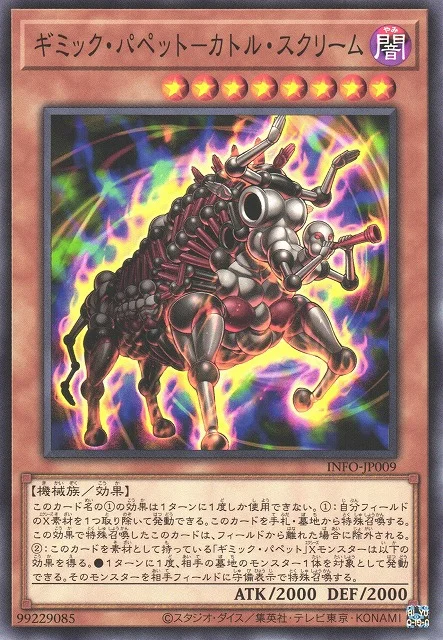 ギミック・パペット－カトル・スクリーム
闇
INFO-JP009
【機械族／効果】
このカード名の①の効果は１ターンに１度しか使用できない。①：自分フィールド
のX素材を１つ取り除いて発動できる。このカードを手札・墓地から特殊召喚する。
この効果で特殊召喚したこのカードは、フィールドから離れた場合に除外される。
②：このカードを素材として持っている「ギミック・パペット」Xモンスターは以下
の効果を得る。●１ターンに１度、相手の墓地のモンスター１体を対象として発動で
きる。そのモンスターを相手フィールドに守備表示で特殊召喚する。
ATK/2000 DEF/2000
99229085 ©スタジオ・ダイス／集英社・テレビ東京・KONAMI